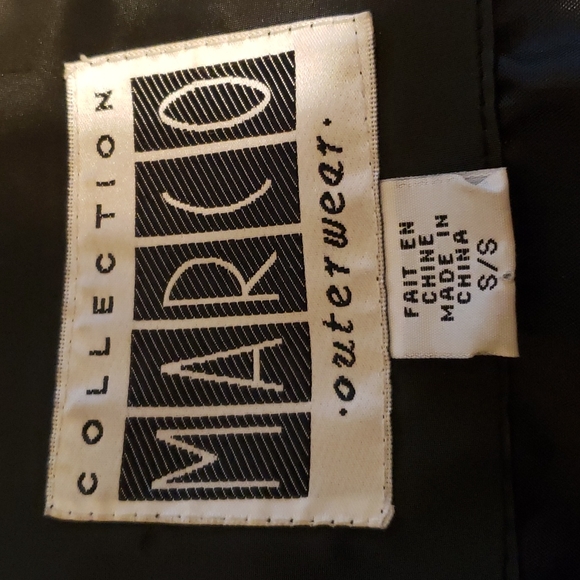 COLLECTION
MARCO
·outerwear·
FAIT EN
CHINE
MADE IN
CHINA
S/S